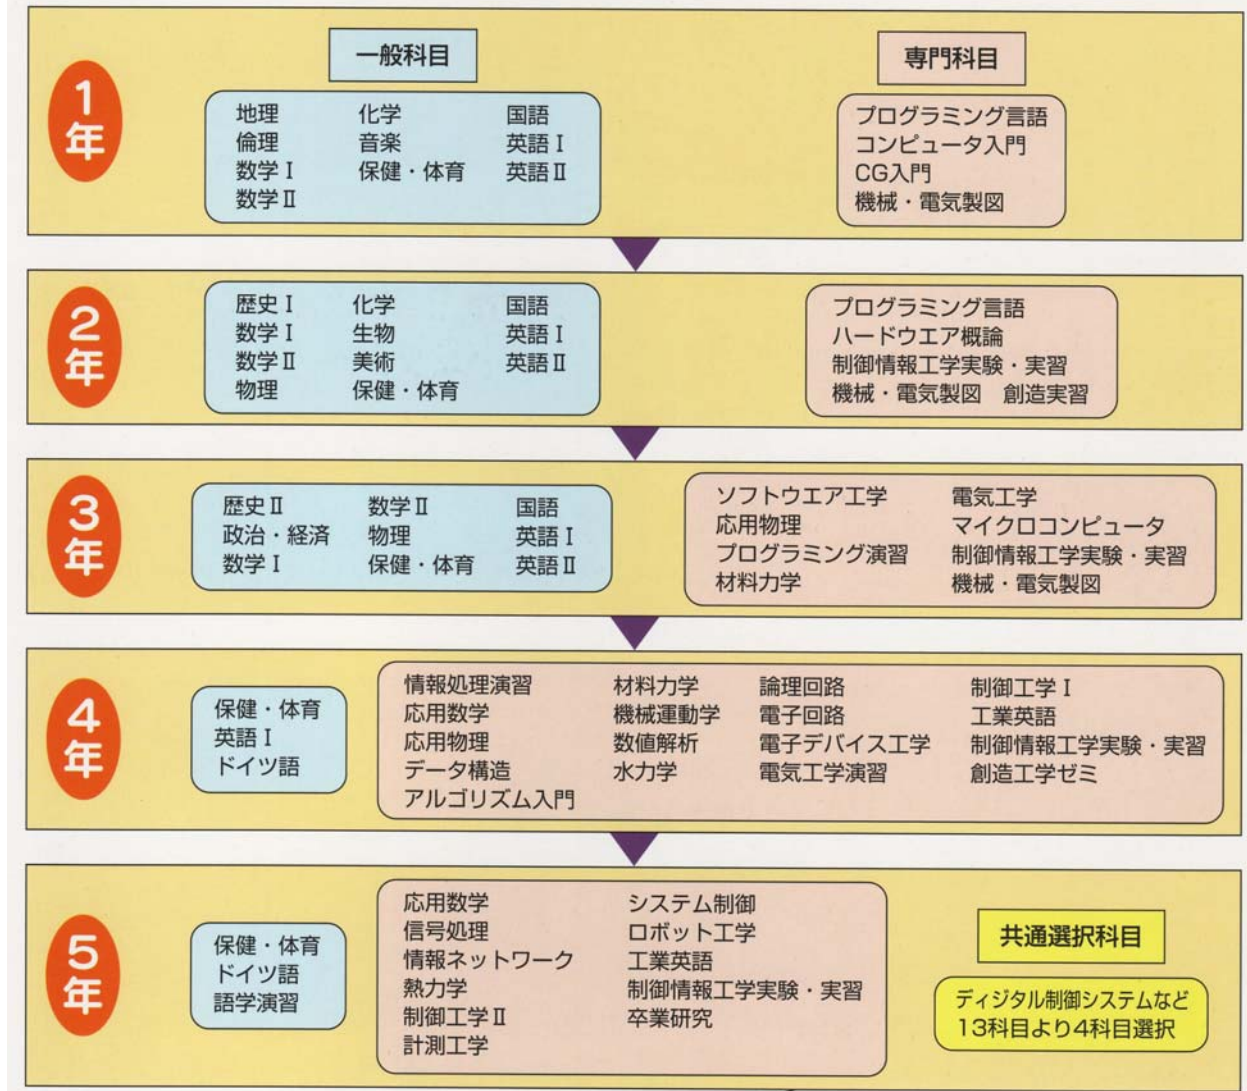 1年
一般科目
地理 化学 国語
倫理 音楽 英語Ⅰ
数学Ⅰ 保健・体育 英語Ⅱ
数学Ⅱ
専門科目
プログラミング言語
コンピュータ入門
CG入門
機械・電気製図
2年
歴史Ⅰ 化学 国語
数学Ⅰ 生物 英語Ⅰ
数学Ⅱ 美術 英語Ⅱ
物理 保健・体育
プログラミング言語
ハードウエア概論
制御情報工学実験・実習
機械・電気製図 創造実習
3年
歴史Ⅱ 数学Ⅱ 国語
政治・経済 物理 英語Ⅰ
数学Ⅰ 保健・体育 英語Ⅱ
ソフトウエア工学 電気工学
応用物理 マイクロコンピュータ
プログラミング演習 制御情報工学実験・実習
材料力学 機械・電気製図
4年
保健・体育
英語Ⅰ
ドイツ語
情報処理演習 材料力学 論理回路 制御工学Ⅰ
応用数学 機械運動学 電子回路 工業英語
応用物理 数値解析 電子デバイス工学 制御情報工学実験・実習
データ構造 水力学 電気工学演習 創造工学ゼミ
アルゴリズム入門
5年
保健・体育
ドイツ語
語学演習
応用数学 システム制御
信号処理 ロボット工学
情報ネットワーク 工業英語
熱力学 制御情報工学実験・実習
制御工学Ⅱ 卒業研究
計測工学
共通選択科目
ディジタル制御システムなど
13科目より4科目選択